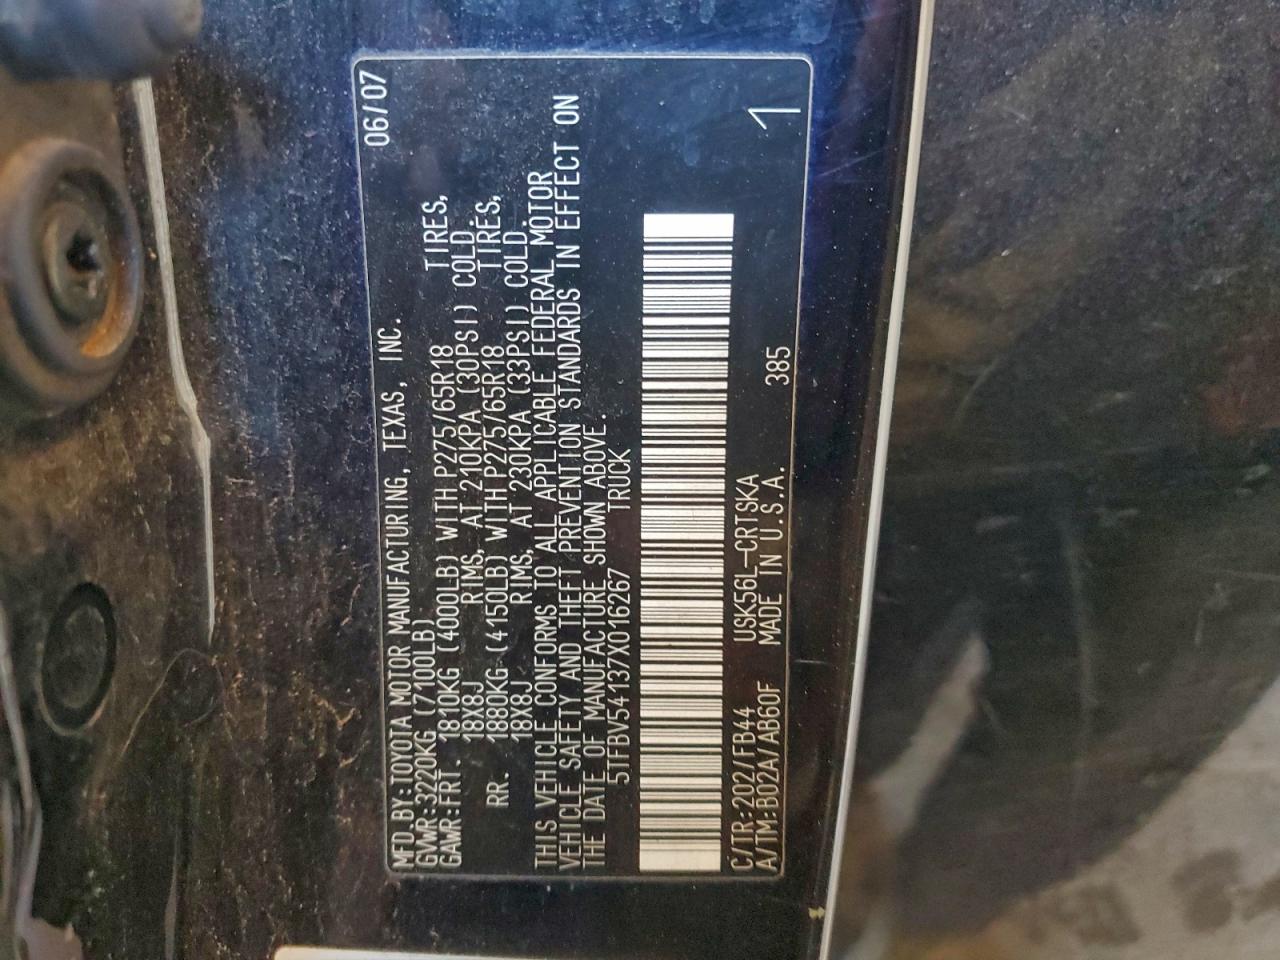 06/07
MFD.BY:TOYOTA MOTOR MANUFACTURING, TEXAS, INC.
GVWR:3220KG (7100LB)
GAWR:FRT. 1810KG (4000LB) WITH P275/65R18 TIRES,
18X8J RIMS, AT 210KPA (30PSI) COLD.
RR. 1880KG (4150LB) WITH P275/65R18 TIRES,
18X8J RIMS, AT 230KPA (33PSI) COLD.
THIS VEHICLE CONFORMS TO ALL APPLICABLE FEDERAL MOTOR
VEHICLE SAFETY AND THEFT PREVENTION STANDARDS IN EFFECT ON
THE DATE OF MANUFACTURE SHOWN ABOVE.
5TFBV54137X016267 TRUCK
C/TR:202/FB44 USK56L-CRTSKA
A/TM:B02A/AB60F MADE IN U.S.A. 385
1